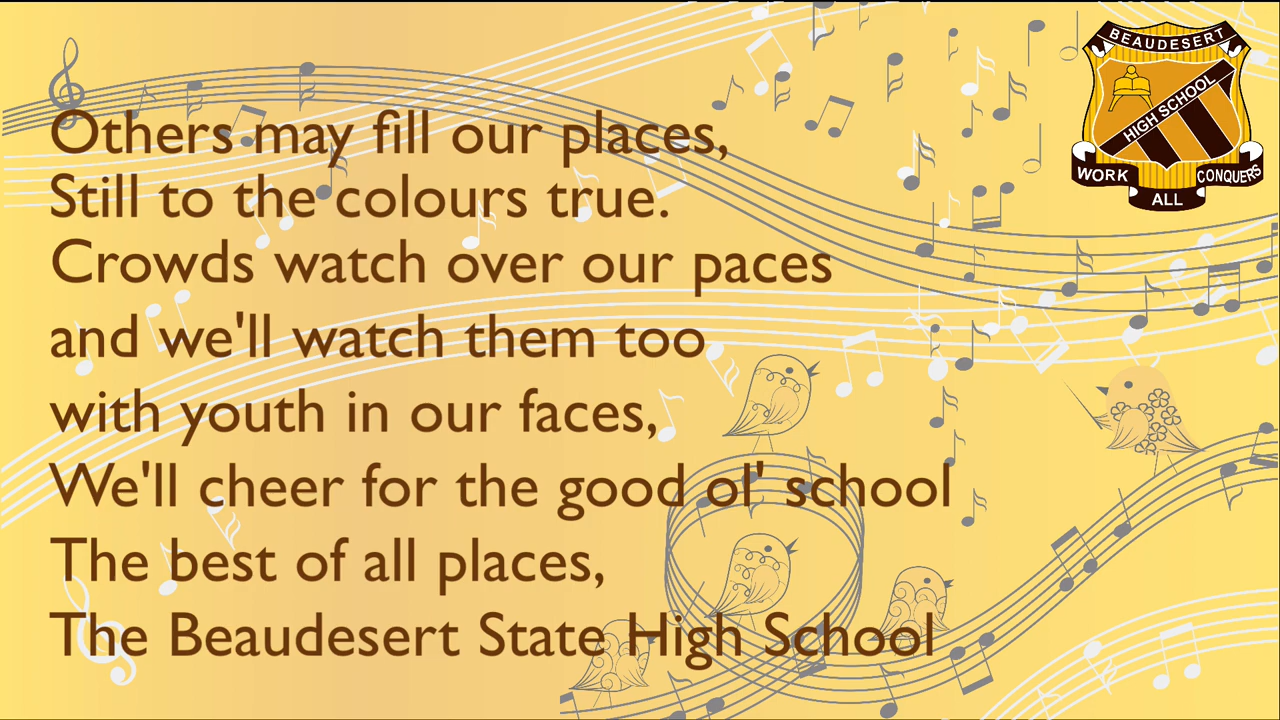 Others may fill our places,
Still to the colours true.
Crowds watch over our paces
and we'll watch them too
with youth in our faces,
We'll cheer for the good ol' school
The best of all places,
The Beaudesert State High School
BEAUDESERT
HIGH SCHOOL
WORK
CONQUERS
ALL